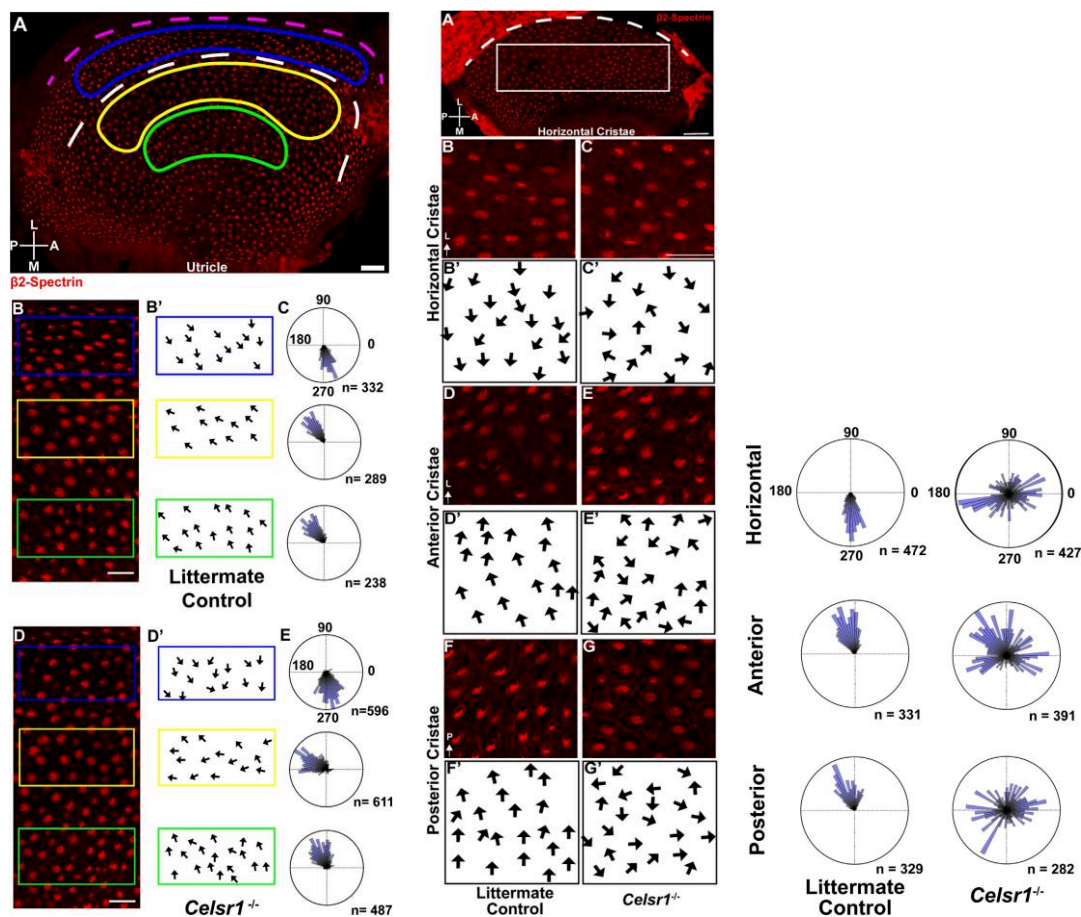 A
L
P
A
M
Utricle
β2-Spectrin
B
B'
C
90
180
0
270
n= 332
n= 289
n= 238
Littermate
Control
D
D'
E
90
180
0
270
n=596
n= 611
n= 487
Celsr1 -/-
A
β2-Spectrin
L
P
A
M
Horizontal Cristae
Horizontal Cristae
B
C
L
B'
C'
Anterior Cristae
D
E
L
D'
E'
Posterior Cristae
F
G
P
F'
G'
Littermate
Control
Celsr1-/-
Horizontal
90
180
0
270
n = 472
90
180
0
270
n = 427
Anterior
n = 331
n = 391
Posterior
n = 329
n = 282
Littermate
Control
Celsr1-/-